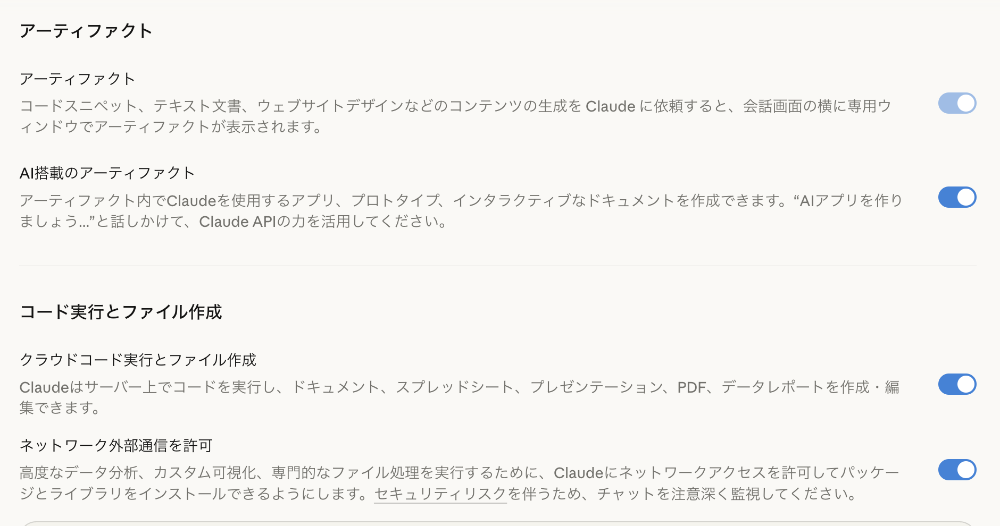 アーティファクト
アーティファクト
コードスニペット、テキスト文書、ウェブサイトデザインなどのコンテンツの生成を Claude に依頼すると、会話画面の横に専用ウ
ィンドウでアーティファクトが表示されます。
AI搭載のアーティファクト
アーティファクト内でClaudeを使用するアプリ、プロトタイプ、インタラクティブなドキュメントを作成できます。“AIアプリを作り
ましょう...”と話しかけて、Claude APIの力を活用してください。
コード実行とファイル作成
クラウドコード実行とファイル作成
Claudeはサーバー上でコードを実行し、ドキュメント、スプレッドシート、プレゼンテーション、PDF、データレポートを作成・編
集できます。
ネットワーク外部通信を許可
高度なデータ分析、カスタム可視化、専門的なファイル処理を実行するために、Claudeにネットワークアクセスを許可してパッケー
ジとライブラリをインストールできるようにします。セキュリティリスクを伴うため、チャットを注意深く監視してください。